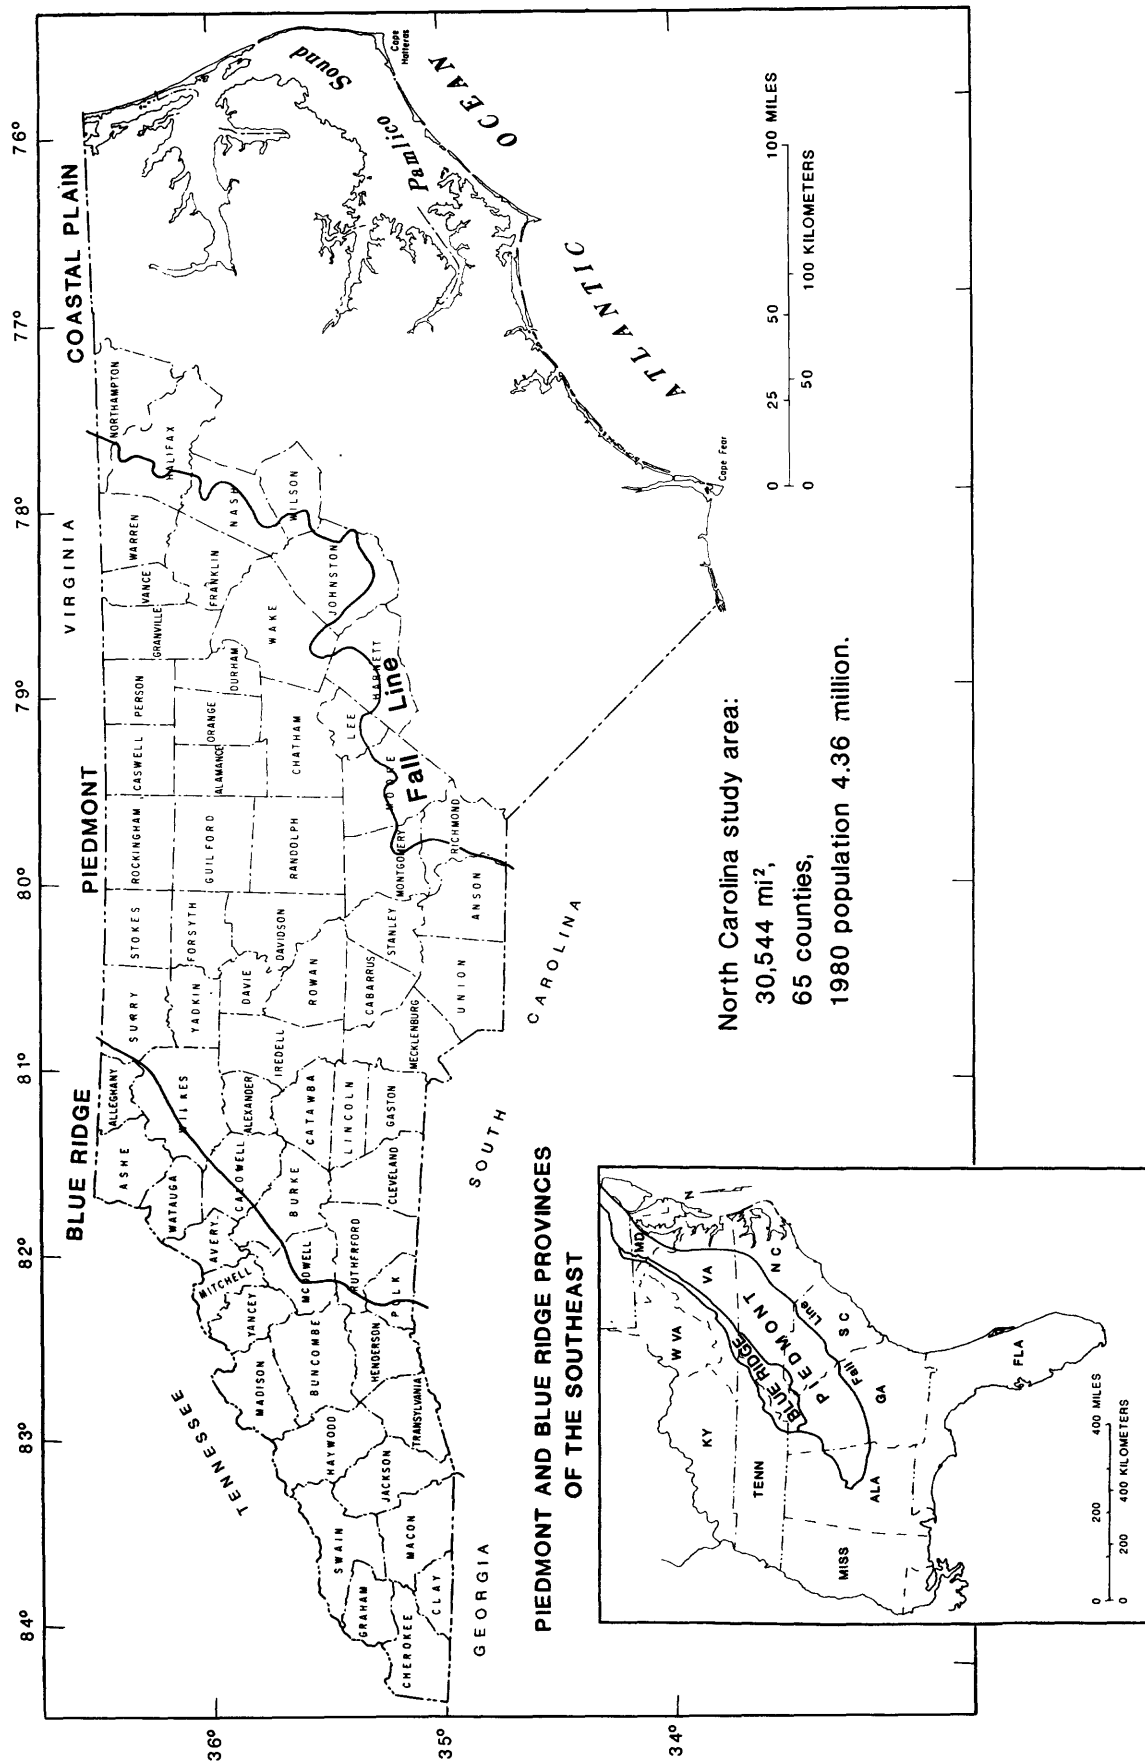 84°
83°
82°
81°
80°
79°
78°
77°
76°
36°
35°
34°
BLUE RIDGE
PIEDMONT
COASTAL PLAIN
VIRGINIA
TENNESSEE
GEORGIA
SOUTH
CAROLINA
ASHE
ALLEGHANY
SURRY
STOKES
ROCKINGHAM
CASWELL
PERSON
GRANVILLE
VANCE
WARREN
NORTHAMPTON
HALIFAX
WATAUGA
WILKES
YADKIN
FORSYTH
GUILFORD
ALAMANCE
ORANGE
DURHAM
FRANKLIN
NASH
MITCHELL
AVERY
CALDWELL
ALEXANDER
IREDELL
DAVIE
DAVIDSON
RANDOLPH
CHATHAM
WAKE
WILSON
MADISON
YANCEY
MCDOWELL
BURKE
CATAWBA
ROWAN
JOHNSTON
SWAIN
HAYWOOD
BUNCOMBE
RUTHERFORD
LINCOLN
CABARRUS
STANLEY
MONTGOMERY
MOORE
LEE
HARNETT
GRAHAM
CHEROKEE
CLAY
MACON
JACKSON
TRANSYLVANIA
HENDERSON
POLK
CLEVELAND
GASTON
MECKLENBURG
UNION
ANSON
RICHMOND
Fall Line
Pamlico Sound
Cape
Hatteras
Cape Fear
ATLANTIC OCEAN
0 25 50 100 MILES
0 50 100 KILOMETERS
North Carolina study area:
30,544 mi²,
65 counties,
1980 population 4.36 million.
PIEDMONT AND BLUE RIDGE PROVINCES
OF THE SOUTHEAST
MD
N
W VA
VA
KY
TENN
N C
BLUE RIDGE
PIEDMONT
Fall Line
S C
MISS
ALA
GA
FLA
0 200 400 MILES
0 200 400 KILOMETERS